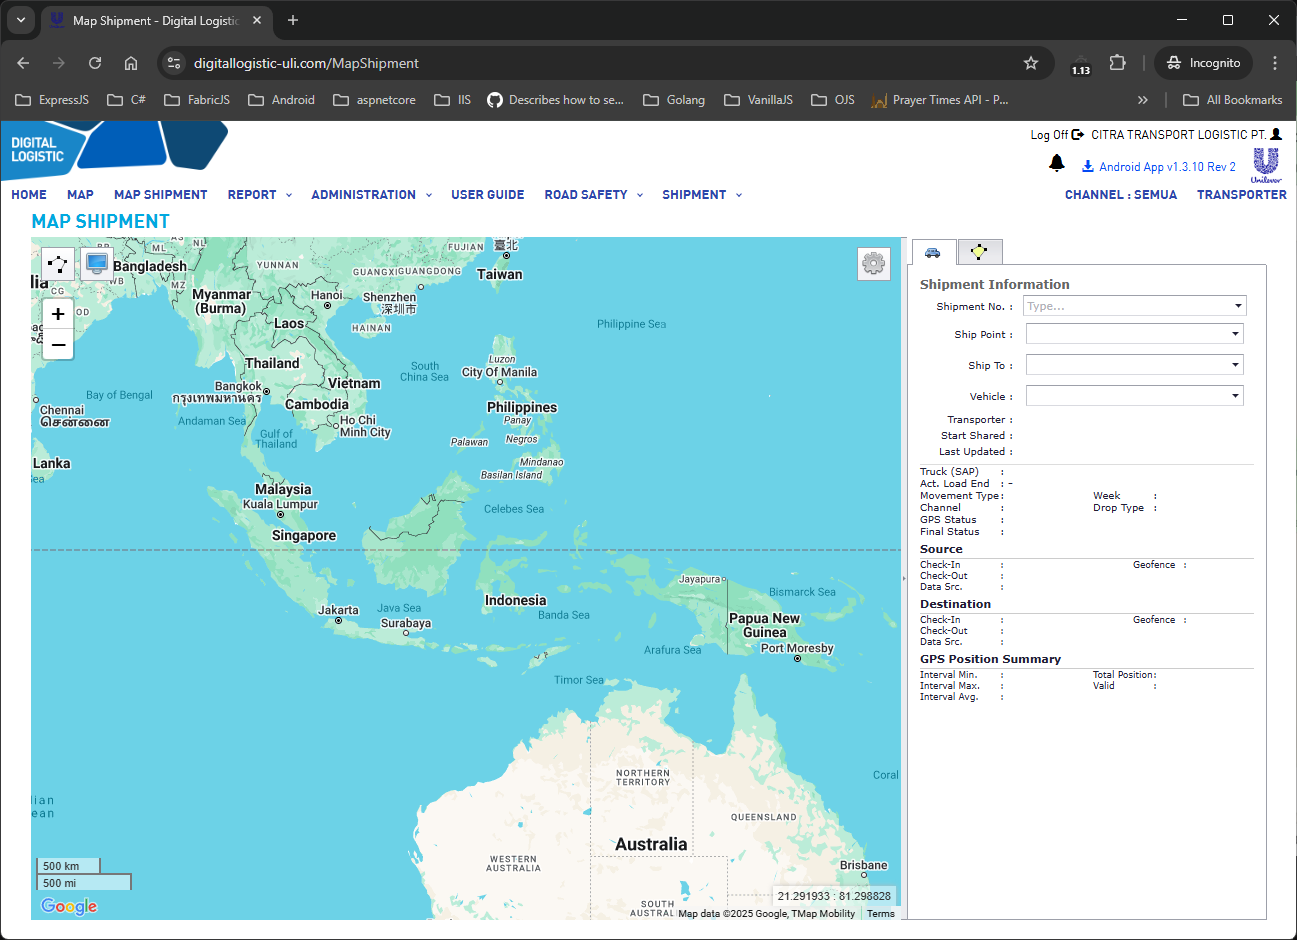 Map Shipment - Digital Logistic
digitallogistic-uli.com/MapShipment
1.13
Incognito
ExpressJS
C#
FabricJS
Android
aspnetcore
IIS
Describes how to se...
Golang
VanillaJS
OJS
Prayer Times API - P...
All Bookmarks
DIGITAL
LOGISTIC
Log Off
CITRA TRANSPORT LOGISTIC PT.
Android App v1.3.10 Rev 2
Unilever
HOME
MAP
MAP SHIPMENT
REPORT
ADMINISTRATION
USER GUIDE
ROAD SAFETY
SHIPMENT
CHANNEL : SEMUA
TRANSPORTER
MAP SHIPMENT
BR
ML
AS
NL
Bangladesh
WB
MZ
CG
OD
YUNNAN
GUANGXI
GUANGDONG
FUJIAN
臺北
Taiwan
Myanmar
(Burma)
Hanoi
Shenzhen
深圳市
Laos
HAINAN
Philippine Sea
Thailand
Luzon
City Of Manila
South
China Sea
Bay of Bengal
Bangkok
กรุงเทพมหานคร
Vietnam
Cambodia
Philippines
Chennai
சென்னை
Andaman Sea
Ho Chi
Minh City
Panay
Gulf of
Thailand
Palawan
Negros
Lanka
Mindanao
Basilan Island
Malaysia
Kuala Lumpur
Celebes Sea
Singapore
Jayapura
Bismarck Sea
Indonesia
Jakarta
Java Sea
Surabaya
Banda Sea
Papua New
Guinea
Port Moresby
Arafura Sea
Timor Sea
NORTHERN
TERRITORY
Coral
QUEENSLAND
Australia
WESTERN
AUSTRALIA
Brisbane
SOUTH
AUSTRAL
+
−
500 km
500 mi
Google
21.291933 : 81.298828
Map data ©2025 Google, TMap Mobility
Terms
Shipment Information
Shipment No. : Type...
Ship Point :
Ship To :
Vehicle :
Transporter :
Start Shared :
Last Updated :
Truck (SAP) :
Act. Load End : -
Movement Type: Week :
Channel : Drop Type :
GPS Status :
Final Status :
Source
Check-In : Geofence :
Check-Out :
Data Src. :
Destination
Check-In : Geofence :
Check-Out :
Data Src. :
GPS Position Summary
Interval Min. : Total Position:
Interval Max. : Valid :
Interval Avg. :